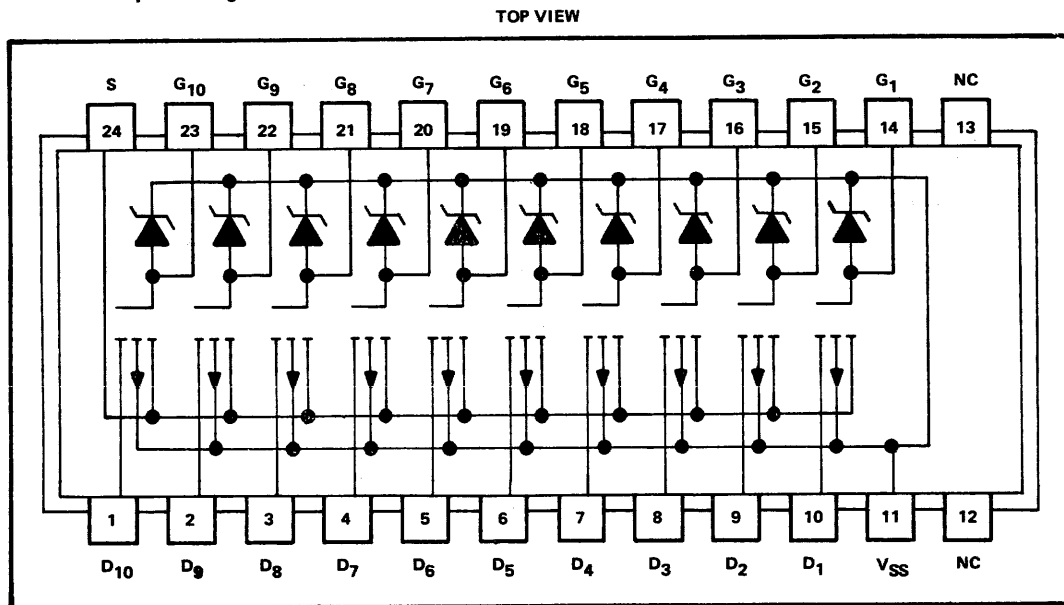 TOP VIEW
S G10 G9 G8 G7 G6 G5 G4 G3 G2 G1 NC
24 23 22 21 20 19 18 17 16 15 14 13
1 2 3 4 5 6 7 8 9 10 11 12
D10 D9 D8 D7 D6 D5 D4 D3 D2 D1 VSS NC